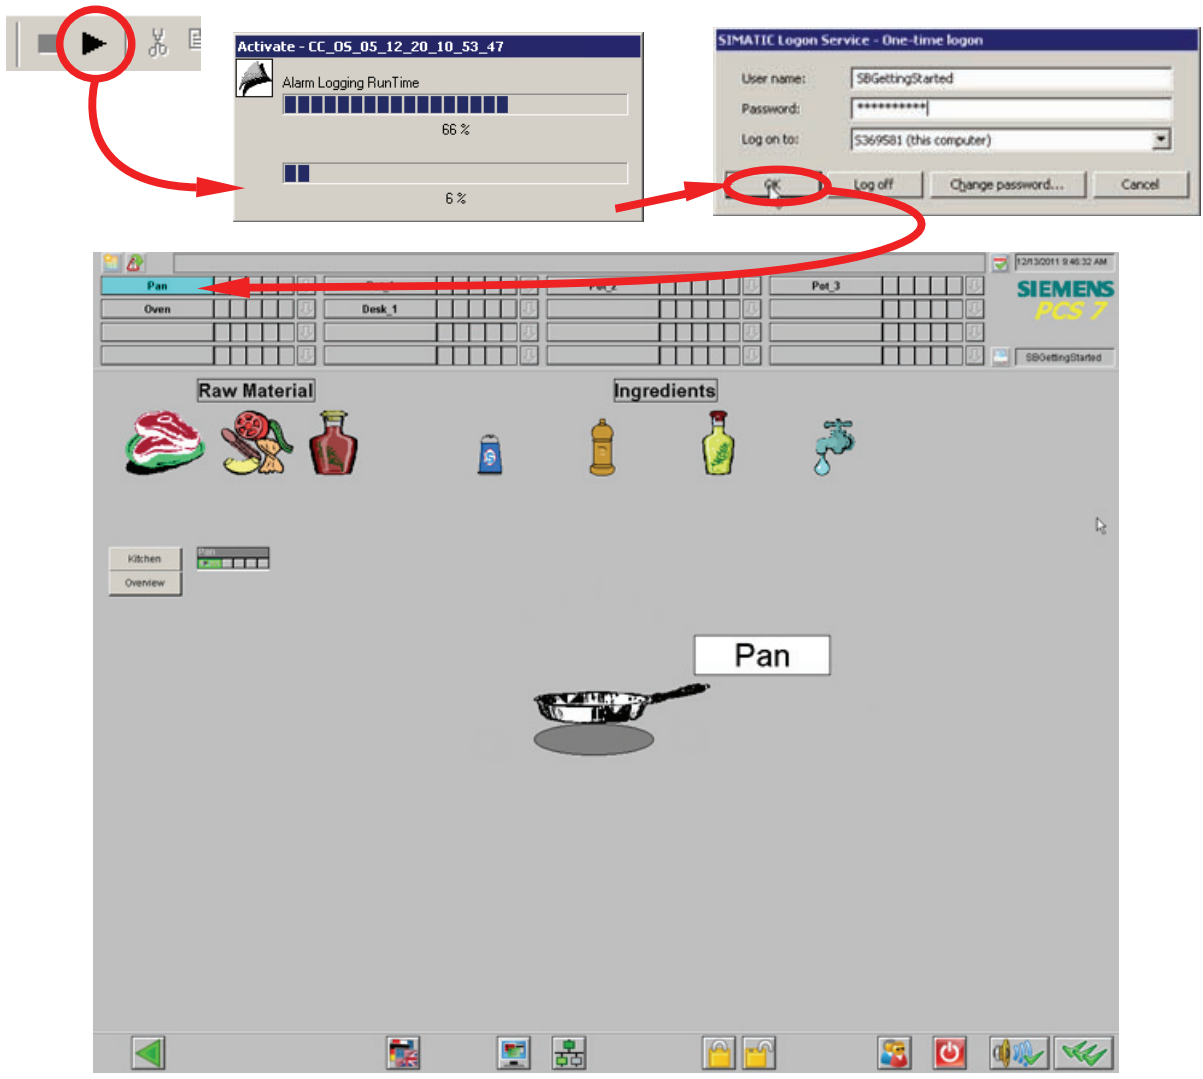 Activate - CC_OS_05_12_20_10_53_47
Alarm Logging RunTime
66 %
6 %
SIMATIC Logon Service - One-time logon
User name:
SBGettingStarted
Password:
**********
Log on to:
S369581 (this computer)
OK
Log off
Change password...
Cancel
12/13/2011 9:46:32 AM
Pan
Pot_2
Pot_3
SIEMENS
PCS 7
Oven
Desk_1
SBGettingStarted
Raw Material
Ingredients
S
Kitchen
Pan
Overview
Pan